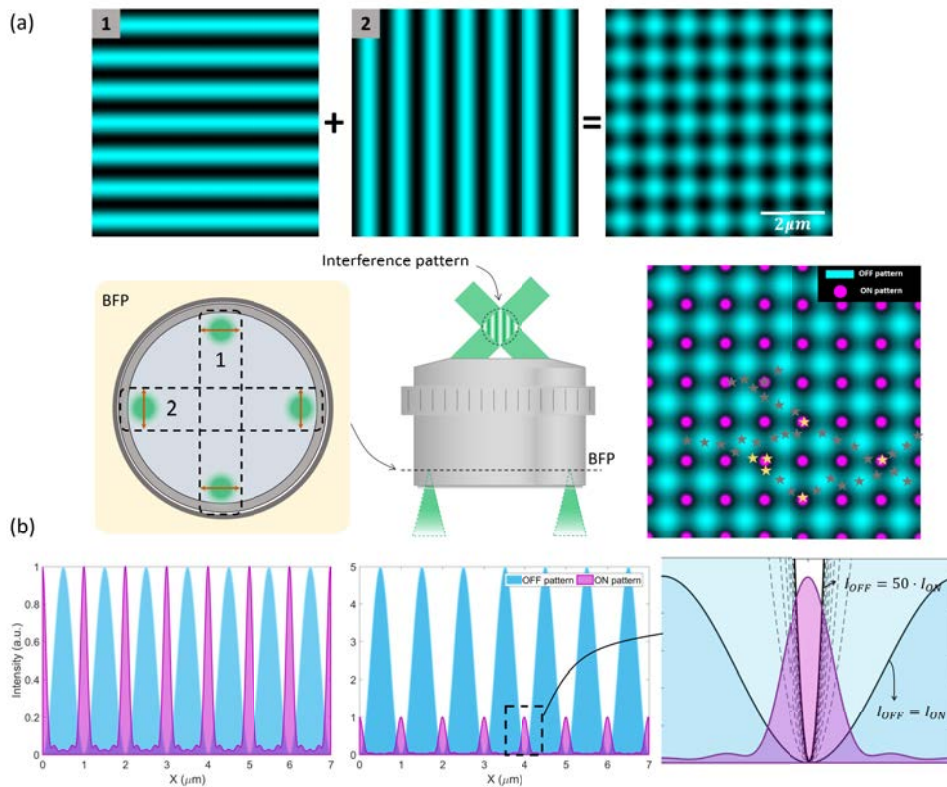 (a)
1
2
+
=
2μm
Interference pattern
BFP
1
2
BFP
OFF pattern
ON pattern
(b)
Intensity (a.u.)
1
0.8
0.6
0.4
0.2
0
0 1 2 3 4 5 6 7
X (μm)
5
4
3
2
1
0
OFF pattern
ON pattern
0 1 2 3 4 5 6 7
X (μm)
I_OFF = 50 · I_ON
I_OFF = I_ON